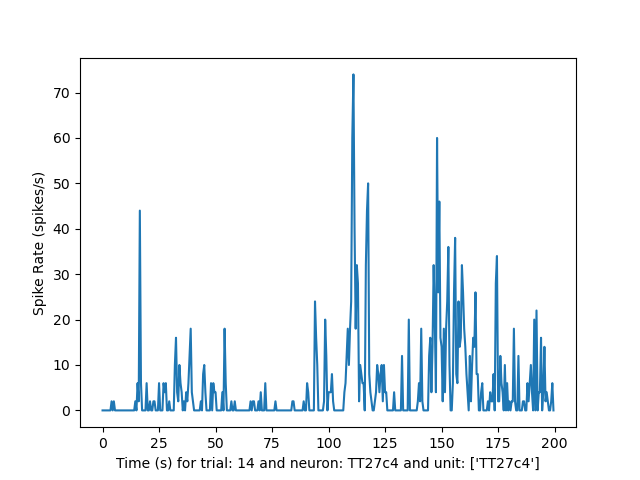 70
60
50
40
30
20
10
0
Spike Rate (spikes/s)
0 25 50 75 100 125 150 175 200
Time (s) for trial: 14 and neuron: TT27c4 and unit: ['TT27c4']